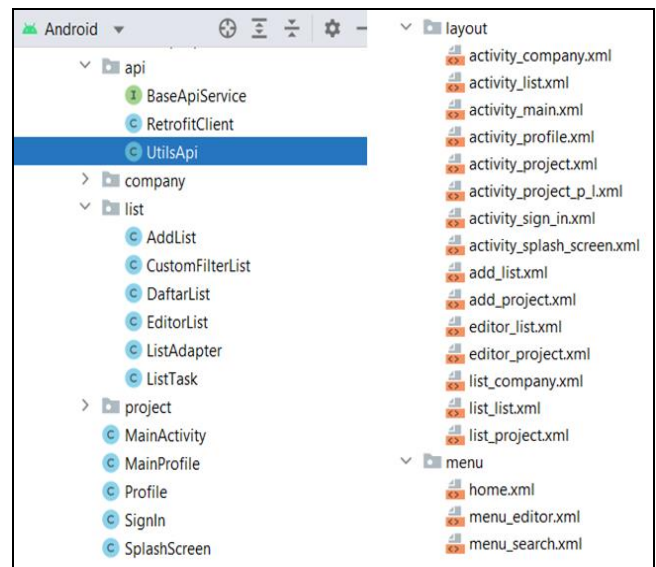 Android
api
BaseApiService
RetrofitClient
UtilsApi
company
list
AddList
CustomFilterList
DaftarList
EditorList
ListAdapter
ListTask
project
MainActivity
MainProfile
Profile
SignIn
SplashScreen
layout
activity_company.xml
activity_list.xml
activity_main.xml
activity_profile.xml
activity_project.xml
activity_project_p_l.xml
activity_sign_in.xml
activity_splash_screen.xml
add_list.xml
add_project.xml
editor_list.xml
editor_project.xml
list_company.xml
list_list.xml
list_project.xml
menu
home.xml
menu_editor.xml
menu_search.xml